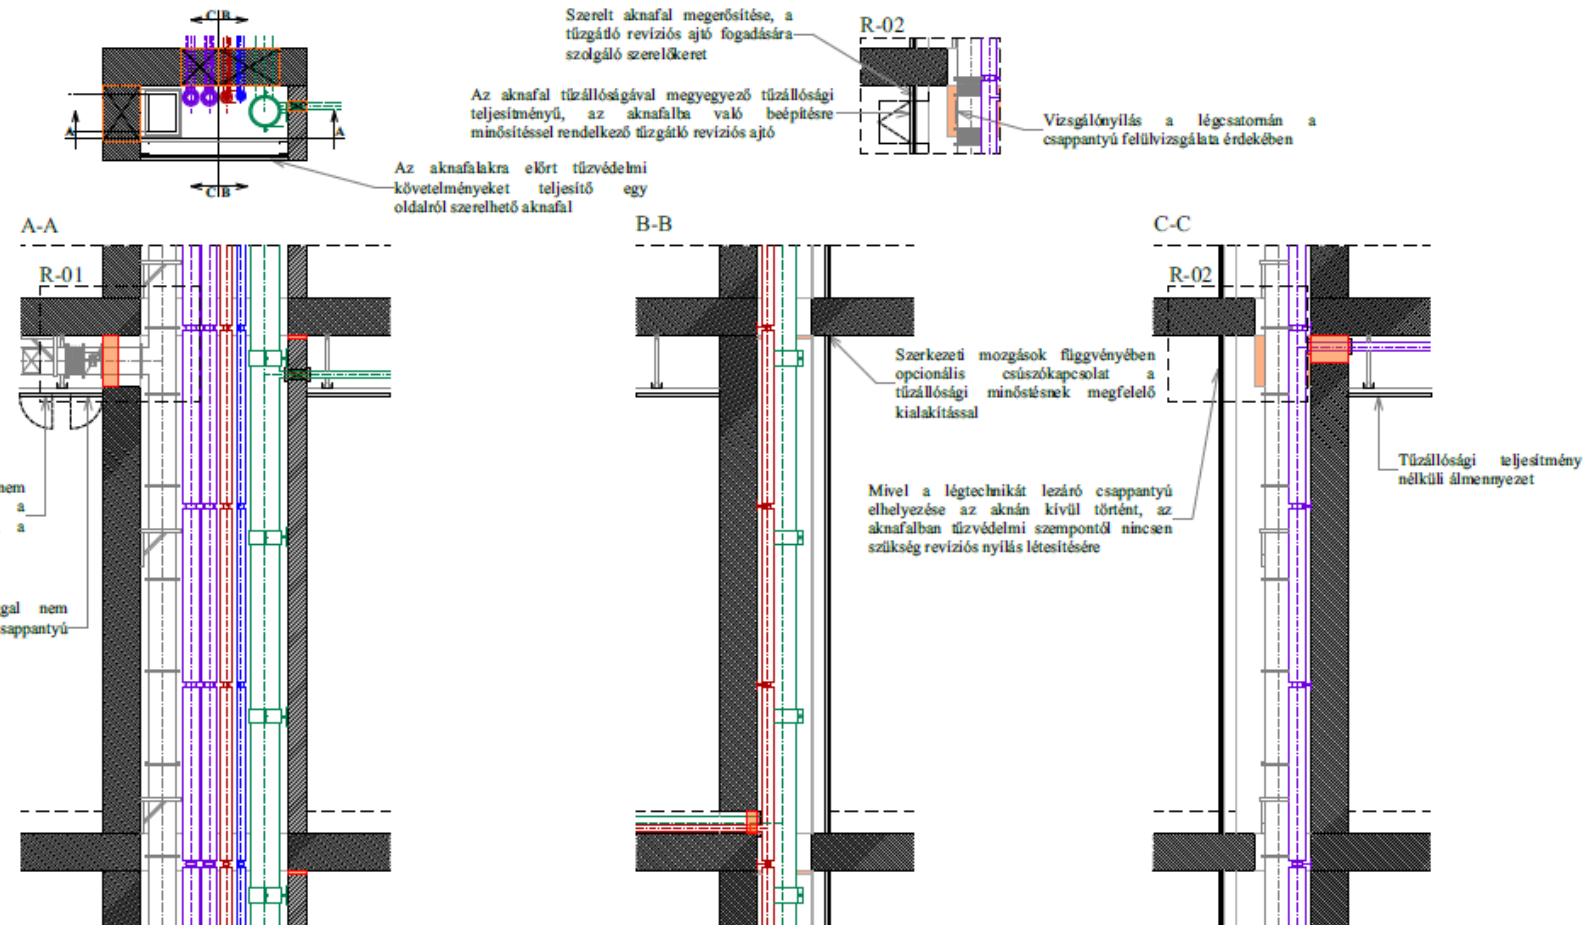 C B
Szerelt aknafal megerősítése, a
tűzgátló revíziós ajtó fogadására
szolgáló szerelőkeret
R-02
Az aknafal tűzállóságával megyegyező tűzállósági
teljesítményű, az aknafalba való beépítésre
minősítéssel rendelkező tűzgátló revíziós ajtó
Vizsgálónyílás a légcsatornán a
csappantyú felülvizsgálata érdekében
A
A
Az aknafalakra előrt tűzvédelmi
követelményeket teljesítő egy
oldalról szerelhető aknafal
C B
A-A
B-B
C-C
R-01
R-02
Szerkezeti mozgások függvényében
opcionális csúszókapcsolat a
tűzállósági minőstésnek megfelelő
kialakítással
Tűzállósági teljesítmény
nélküli álmennyezet
nem
a
a
Mivel a légtechnikát lezáró csappantyú
elhelyezése az aknán kívül történt, az
aknafalban tűzvédelmi szempontól nincsen
szükség revíziós nyílás létesítésére
gal nem
csappantyú